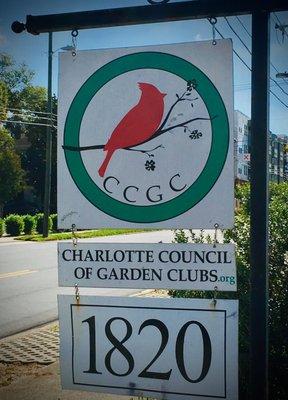 CCGC
CHARLOTTE COUNCIL
OF GARDEN CLUBS.org
1820